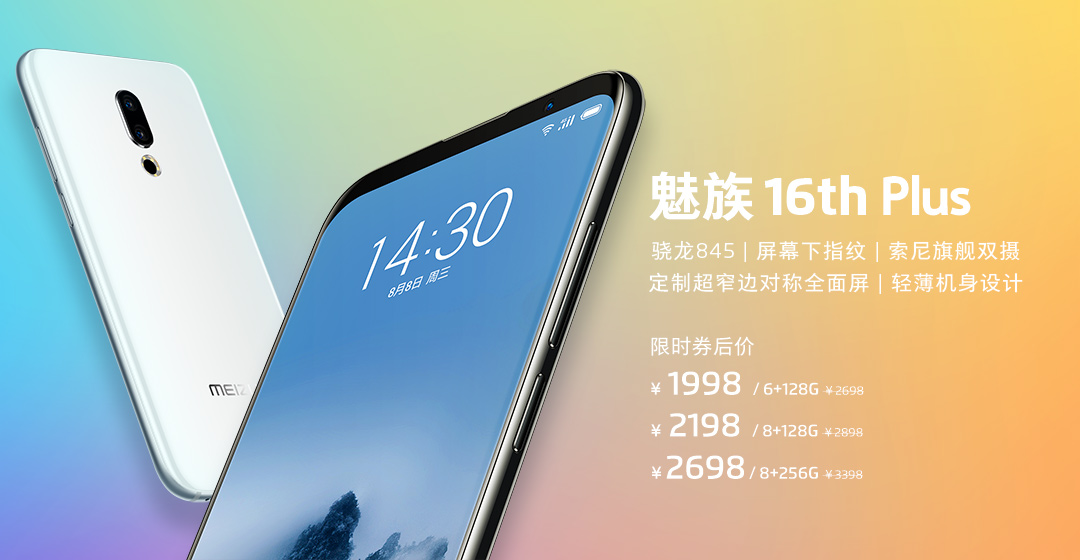 14:30
8月8日 周三
MEIZU
魅族 16th Plus
骁龙845 | 屏幕下指纹 | 索尼旗舰双摄
定制超窄边对称全面屏 | 轻薄机身设计
限时券后价
¥ 1998 / 6+128G ¥2698
¥ 2198 / 8+128G ¥2898
¥ 2698 / 8+256G ¥3398